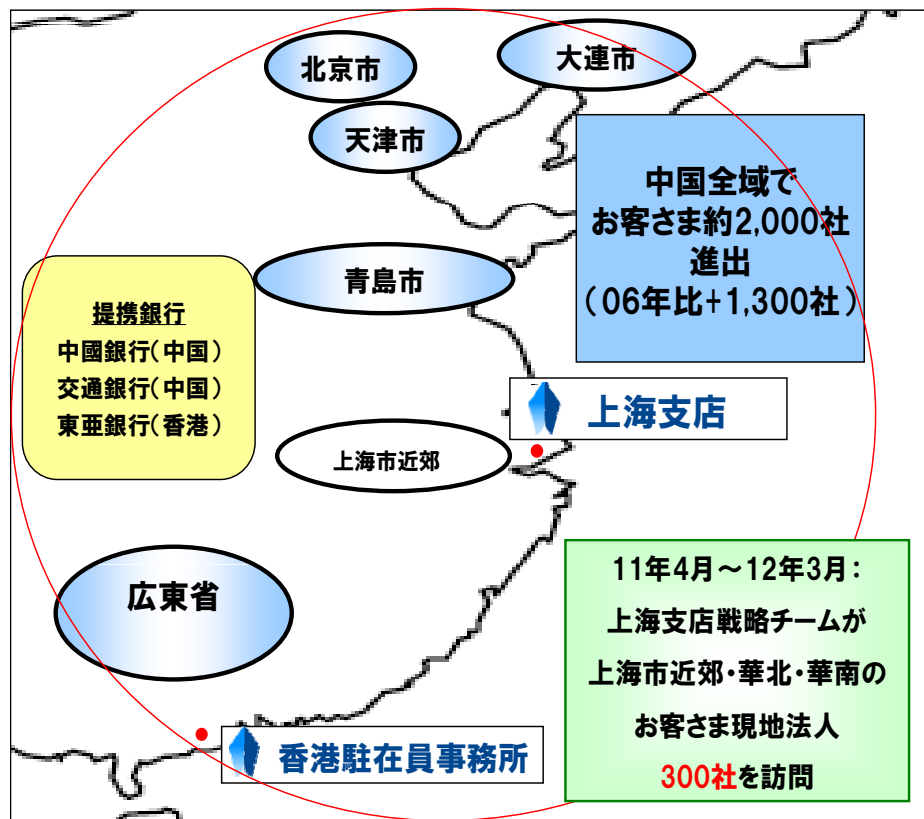 北京市
大連市
天津市
中国全域で
お客さま約2,000社
進出
（06年比+1,300社）
青島市
提携銀行
中國銀行（中国）
交通銀行（中国）
東亜銀行（香港）
上海支店
上海市近郊
広東省
11年4月～12年3月：
上海支店戦略チームが
上海市近郊・華北・華南の
お客さま現地法人
300社を訪問
香港駐在員事務所